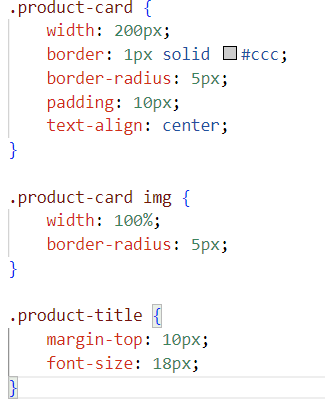 .product-card {
    width: 200px;
    border: 1px solid #ccc;
    border-radius: 5px;
    padding: 10px;
    text-align: center;
}

.product-card img {
    width: 100%;
    border-radius: 5px;
}

.product-title {
    margin-top: 10px;
    font-size: 18px;
}